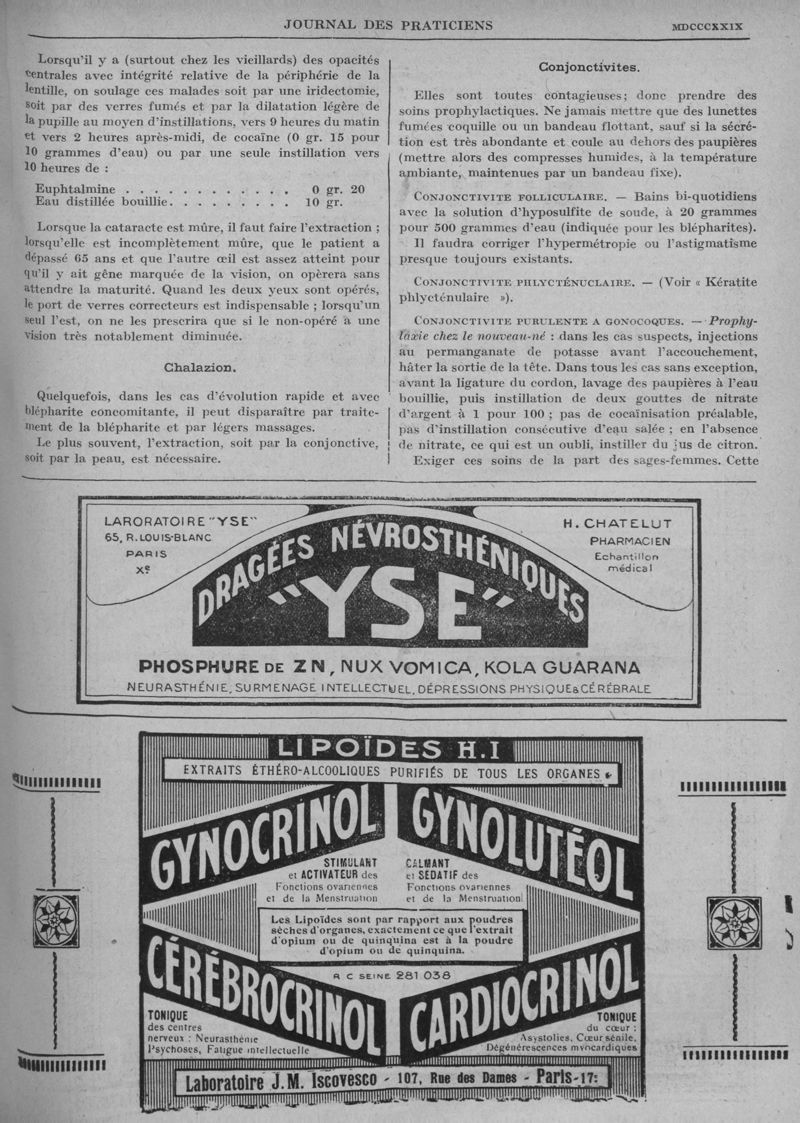 JOURNAL DES PRATICIENS
MDCCCXXIX
Lorsqu'il y a (surtout chez les vieillards) des opacités
centrales avec intégrité relative de la périphérie de la
lentille, on soulage ces malades soit par une iridectomie,
soit par des verres fumés et par la dilatation légère de
la pupille au moyen d'instillations, vers 9 heures du matin
et vers 2 heures après-midi, de cocaïne (0 gr. 15 pour
10 grammes d'eau) ou par une seule instillation vers
10 heures de :
Euphtalmine . . . . . . . . . . . . 0 gr. 20
Eau distillée bouillie. . . . . . . . . 10 gr.
Lorsque la cataracte est mûre, il faut faire l'extraction ;
lorsqu'elle est incomplètement mûre, que le patient a
dépassé 65 ans et que l'autre œil est assez atteint pour
qu'il y ait gêne marquée de la vision, on opèrera sans
attendre la maturité. Quand les deux yeux sont opérés,
le port de verres correcteurs est indispensable ; lorsqu'un
seul l'est, on ne les prescrira que si le non-opéré a une
vision très notablement diminuée.
Chalazion.
Quelquefois, dans les cas d'évolution rapide et avec
blépharite concomitante, il peut disparaître par traite-
ment de la blépharite et par légers massages.
Le plus souvent, l'extraction, soit par la conjonctive,
soit par la peau, est nécessaire.
Conjonctivites.
Elles sont toutes contagieuses; donc prendre des
soins prophylactiques. Ne jamais mettre que des lunettes
fumées coquille ou un bandeau flottant, sauf si la sécré-
tion est très abondante et coule au dehors des paupières
(mettre alors des compresses humides, à la température
ambiante, maintenues par un bandeau fixe).
CONJONCTIVITE FOLLICULAIRE. — Bains bi-quotidiens
avec la solution d'hyposulfite de soude, à 20 grammes
pour 500 grammes d'eau (indiquée pour les blépharites).
Il faudra corriger l'hypermétropie ou l'astigmatisme
presque toujours existants.
CONJONCTIVITE PHLYCTÉNUCLAIRE. — (Voir « Kératite
phlycténulaire »).
CONJONCTIVITE PURULENTE A GONOCOQUES. — Prophy-
laxie chez le nouveau-né : dans les cas suspects, injections
au permanganate de potasse avant l'accouchement,
hâter la sortie de la tête. Dans tous les cas sans exception,
avant la ligature du cordon, lavage des paupières à l'eau
bouillie, puis instillation de deux gouttes de nitrate
d'argent à 1 pour 100 ; pas de cocaïnisation préalable,
pas d'instillation consécutive d'eau salée ; en l'absence
de nitrate, ce qui est un oubli, instiller du jus de citron.
Exiger ces soins de la part des sages-femmes. Cette
LARORATOIRE "YSE"
65, R. LOUIS-BLANC
PARIS
Xe
H. CHATELUT
PHARMACIEN
Echantillon
médical
DRAGÉES NÉVROSTHÉNIQUES
"YSE"
PHOSPHURE DE ZN, NUX VOMICA, KOLA GUARANA
NEURASTHÉNIE, SURMENAGE INTELLECTUEL, DÉPRESSIONS PHYSIQUE & CÉRÉBRALE
LIPOÏDES H.I
EXTRAITS ÉTHÉRO-ALCOOLIQUES PURIFIÉS DE TOUS LES ORGANES
GYNOCRINOL
GYNOLUTÉOL
STIMULANT
et ACTIVATEUR des
Fonctions ovariennes
et de la Menstruation
CALMANT
et SÉDATIF des
Fonctions ovariennes
et de la Menstruation
Les Lipoïdes sont par rapport aux poudres
sèches d'organes, exactement ce que l'extrait
d'opium ou de quinquina est à la poudre
d'opium ou de quinquina.
R C SEINE 281 038
CÉRÉBROCRINOL
CARDIOCRINOL
TONIQUE
des centres
nerveux : Neurasthénie
Psychoses, Fatigue intellectuelle
TONIQUE
du cœur :
Asystolies, Cœur sénile,
Dégénérescences myocardiques
Laboratoire J.M. Iscovesco - 107, Rue des Dames - Paris-17: